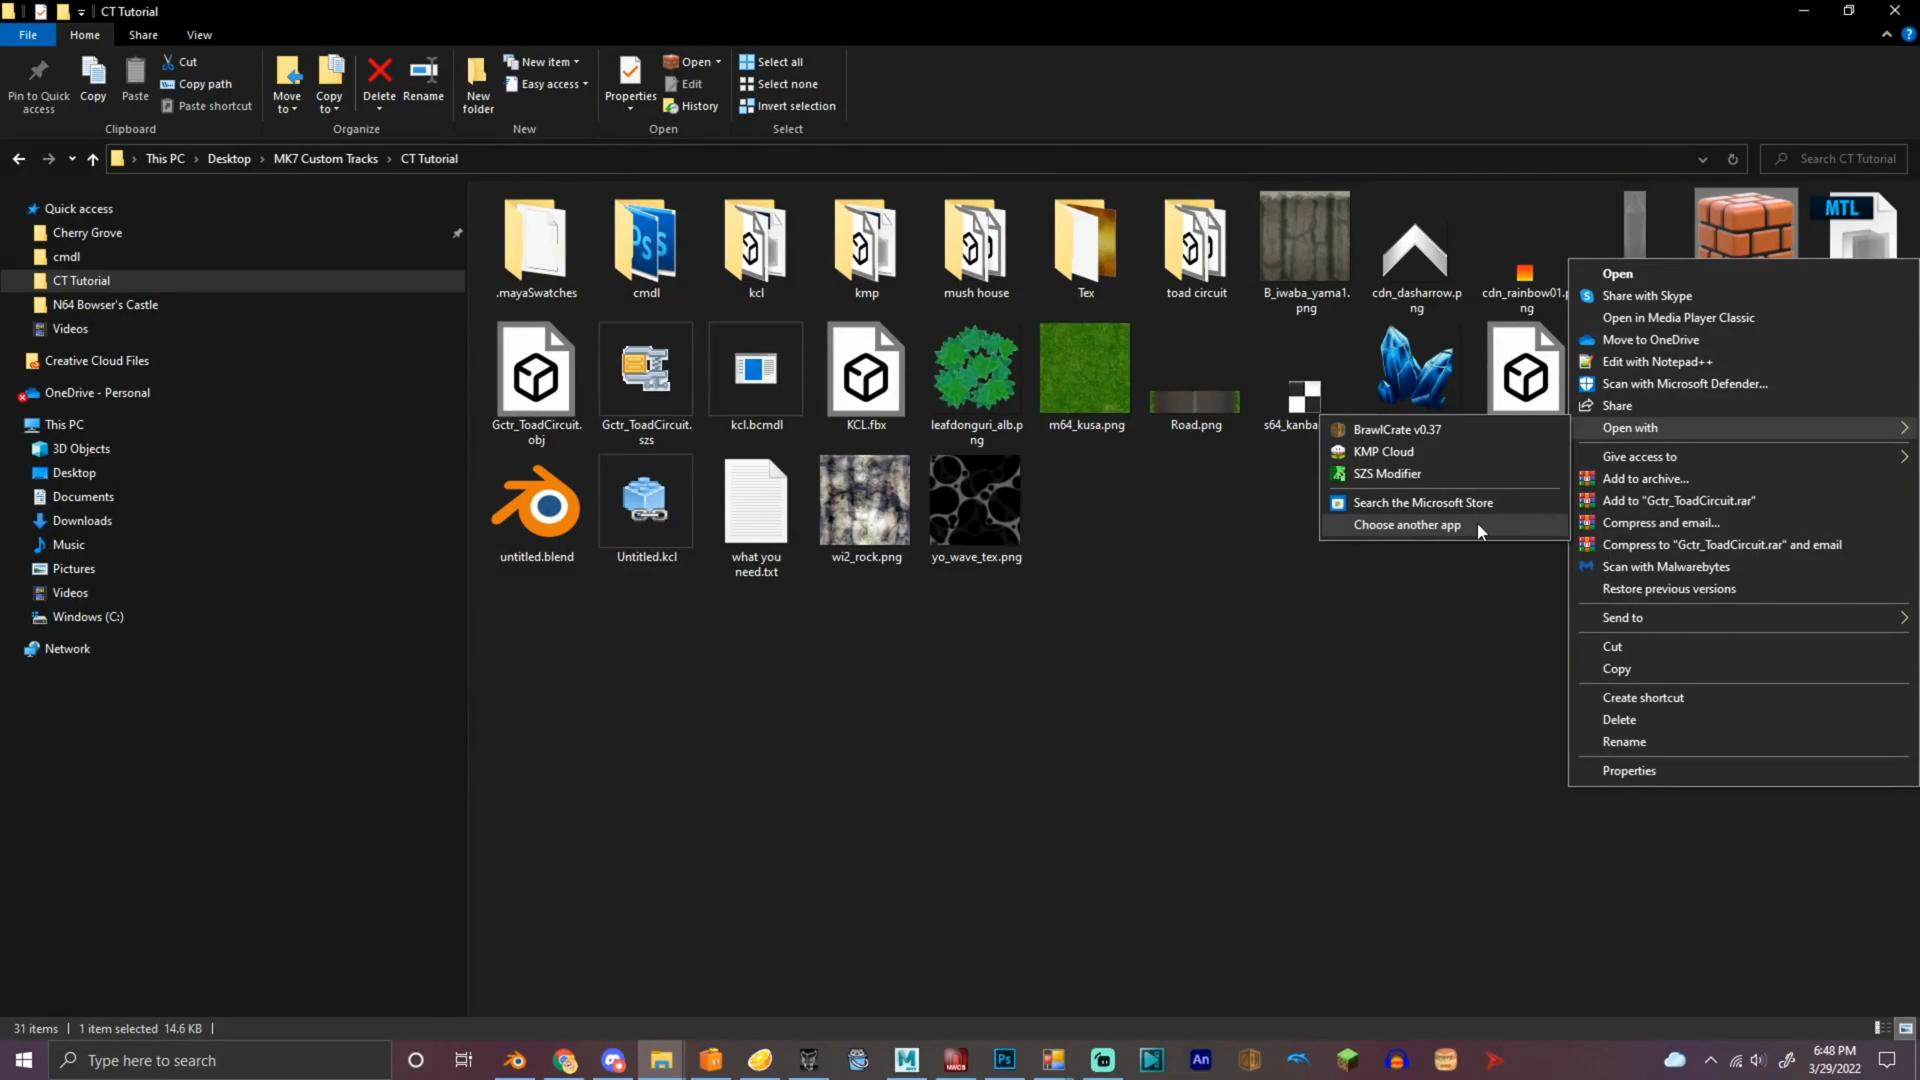 CT Tutorial
File Home Share View
Pin to Quick access
Copy
Paste
Cut
Copy path
Paste shortcut
Clipboard
Move to
Copy to
Delete
Rename
Organize
New folder
New item
Easy access
New
Properties
Open
Edit
History
Open
Select all
Select none
Invert selection
Select
This PC > Desktop > MK7 Custom Tracks > CT Tutorial
Search CT Tutorial
Quick access
Cherry Grove
cmdl
CT Tutorial
N64 Bowser's Castle
Videos
Creative Cloud Files
OneDrive - Personal
This PC
3D Objects
Desktop
Documents
Downloads
Music
Pictures
Videos
Windows (C:)
Network
.mayaSwatches
cmdl
kcl
kmp
mush house
Tex
toad circuit
B_iwaba_yama1.
png
cdn_dasharrow.p
ng
cdn_rainbow01.p
ng
MTL
Gctr_ToadCircuit.
obj
Gctr_ToadCircuit.
szs
kcl.bcmdl
KCL.fbx
leafdonguri_alb.p
ng
m64_kusa.png
Road.png
s64_kanba
untitled.blend
Untitled.kcl
what you
need.txt
wi2_rock.png
yo_wave_tex.png
BrawlCrate v0.37
KMP Cloud
SZS Modifier
Search the Microsoft Store
Choose another app
Open
Share with Skype
Open in Media Player Classic
Move to OneDrive
Edit with Notepad++
Scan with Microsoft Defender...
Share
Open with
Give access to
Add to archive...
Add to "Gctr_ToadCircuit.rar"
Compress and email...
Compress to "Gctr_ToadCircuit.rar" and email
Scan with Malwarebytes
Restore previous versions
Send to
Cut
Copy
Create shortcut
Delete
Rename
Properties
31 items | 1 item selected 14.6 KB |
Type here to search
NWCS
Ps
An
6:48 PM
3/29/2022